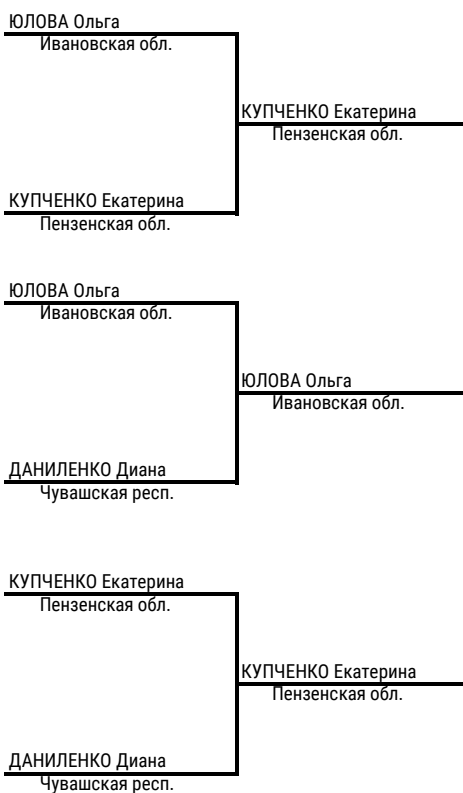 ЮЛОВА Ольга
Ивановская обл.
КУПЧЕНКО Екатерина
Пензенская обл.
КУПЧЕНКО Екатерина
Пензенская обл.
ЮЛОВА Ольга
Ивановская обл.
ЮЛОВА Ольга
Ивановская обл.
ДАНИЛЕНКО Диана
Чувашская респ.
КУПЧЕНКО Екатерина
Пензенская обл.
КУПЧЕНКО Екатерина
Пензенская обл.
ДАНИЛЕНКО Диана
Чувашская респ.